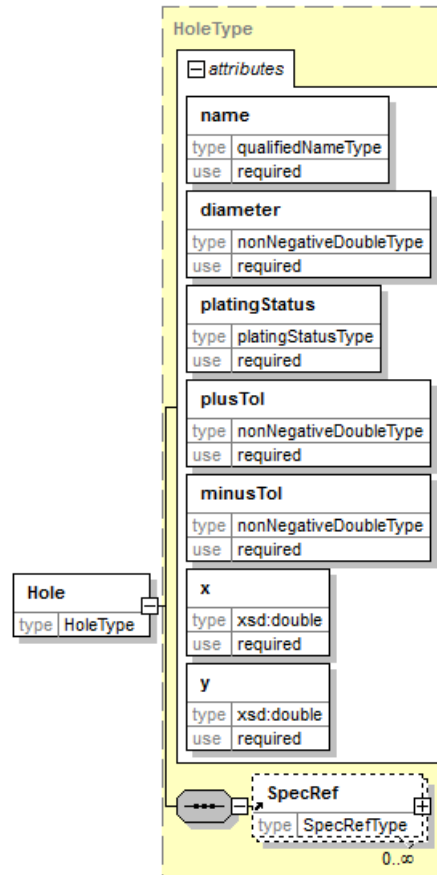 HoleType
attributes
name
type qualifiedNameType
use required
diameter
type nonNegativeDoubleType
use required
platingStatus
type platingStatusType
use required
plusTol
type nonNegativeDoubleType
use required
minusTol
type nonNegativeDoubleType
use required
Hole
type HoleType
x
type xsd:double
use required
y
type xsd:double
use required
SpecRef
type SpecRefType
0..∞